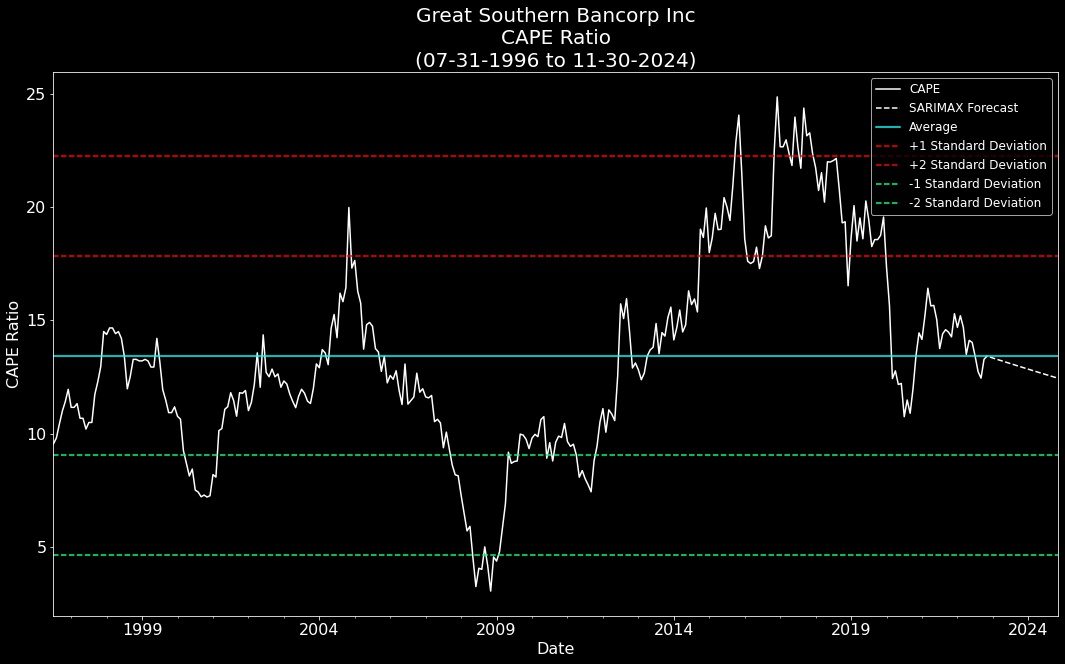 Great Southern Bancorp Inc
CAPE Ratio
(07-31-1996 to 11-30-2024)
CAPE
SARIMAX Forecast
Average
+1 Standard Deviation
+2 Standard Deviation
-1 Standard Deviation
-2 Standard Deviation
25
20
15
10
5
CAPE Ratio
1999
2004
2009
2014
2019
2024
Date